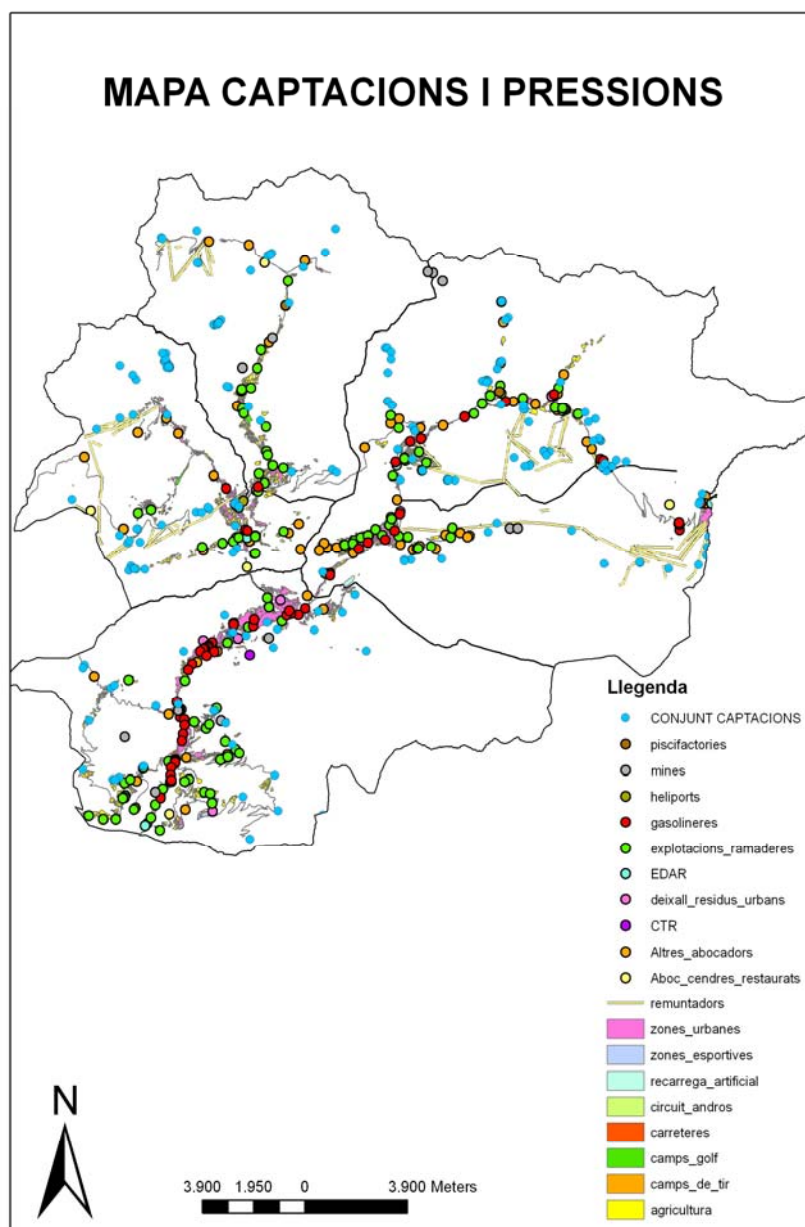 MAPA CAPTACIONS I PRESSIONS
Llegenda
CONJUNT CAPTACIONS
piscifactories
mines
heliports
gasolineres
explotacions_ramaderes
EDAR
deixall_residus_urbans
CTR
Altres_abocadors
Aboc_cendres_restaurats
remuntadors
zones_urbanes
zones_esportives
recarrega_artificial
circuit_andros
carreteres
camps_golf
camps_de_tir
agricultura
N
3.900 1.950 0 3.900 Meters